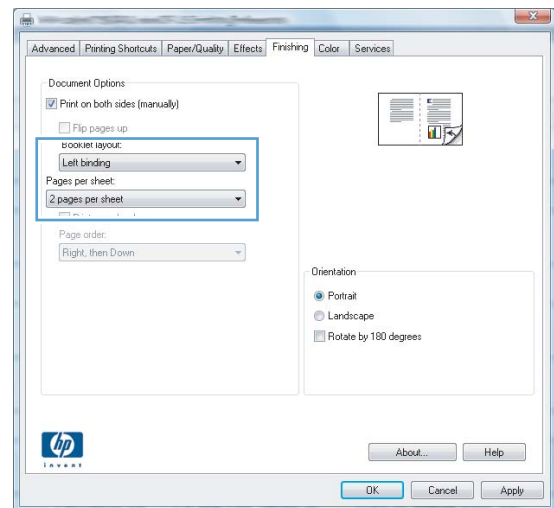 Advanced Printing Shortcuts Paper/Quality Effects Finishing Color Services
Document Options
Print on both sides (manually)
Flip pages up
Booklet layout:
Left binding
Pages per sheet:
2 pages per sheet
Page order:
Right, then Down
Orientation
Portrait
Landscape
Rotate by 180 degrees
hp
invent
About... Help
OK Cancel Apply